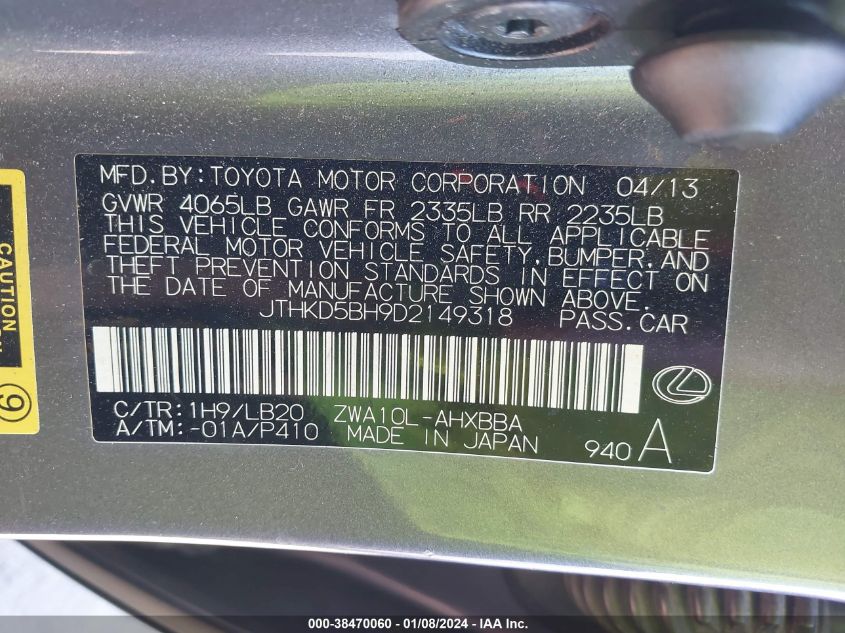 MFD.BY:TOYOTA MOTOR CORPORATION 04/13
GVWR 4065LB GAWR FR 2335LB RR 2235LB
THIS VEHICLE CONFORMS TO ALL APPLICABLE
FEDERAL MOTOR VEHICLE SAFETY,BUMPER,AND
THEFT PREVENTION STANDARDS IN EFFECT ON
THE DATE OF MANUFACTURE SHOWN ABOVE.
JTHKD5BH9D2149318 PASS.CAR
C/TR:1H9/LB20 ZWA10L-AHXBBA
A/TM:-01A/P410 MADE IN JAPAN 940 A
CAUTION
9
000-38470060 - 01/08/2024 - IAA Inc.